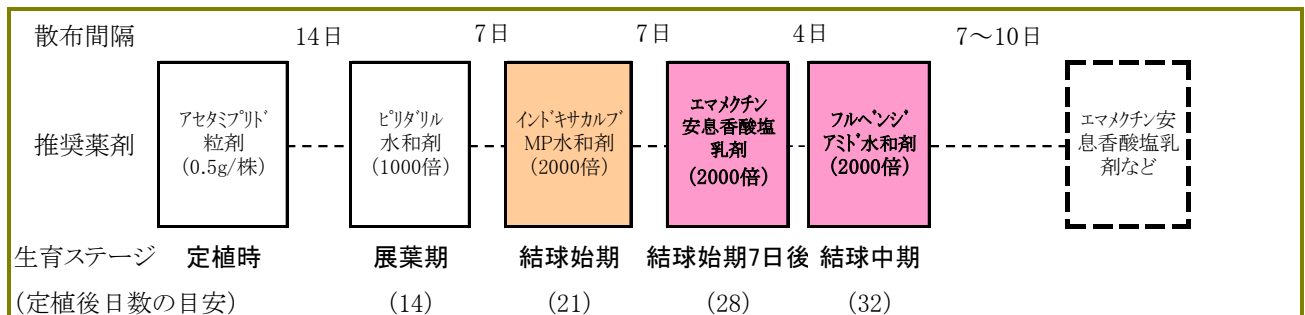 散布間隔 14日 7日 7日 4日 7～10日
推奨薬剤
アセタミプリド
粒剤
(0.5g/株)
ピリダリル
水和剤
(1000倍)
インドキサカルブ
MP水和剤
(2000倍)
エマメクチン
安息香酸塩
乳剤
(2000倍)
フルベンジ
アミド水和剤
(2000倍)
エマメクチン安
息香酸塩乳
剤など
生育ステージ 定植時 展葉期 結球始期 結球始期7日後 結球中期
(定植後日数の目安) (14) (21) (28) (32)